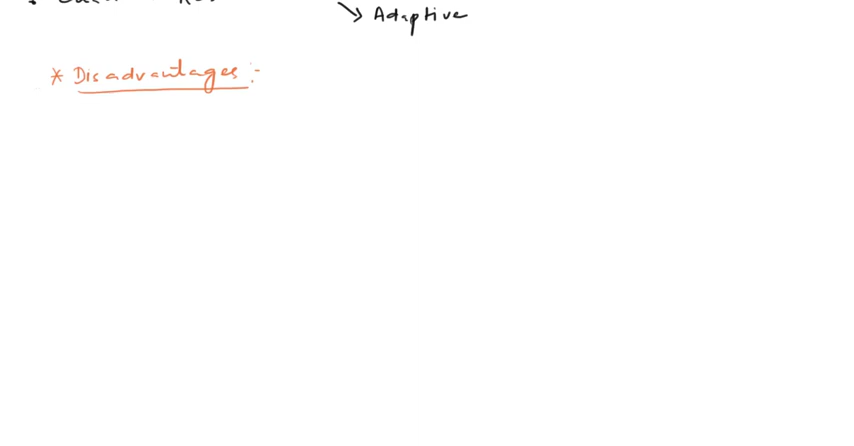 ↘ Adaptive
* Disadvantages :-